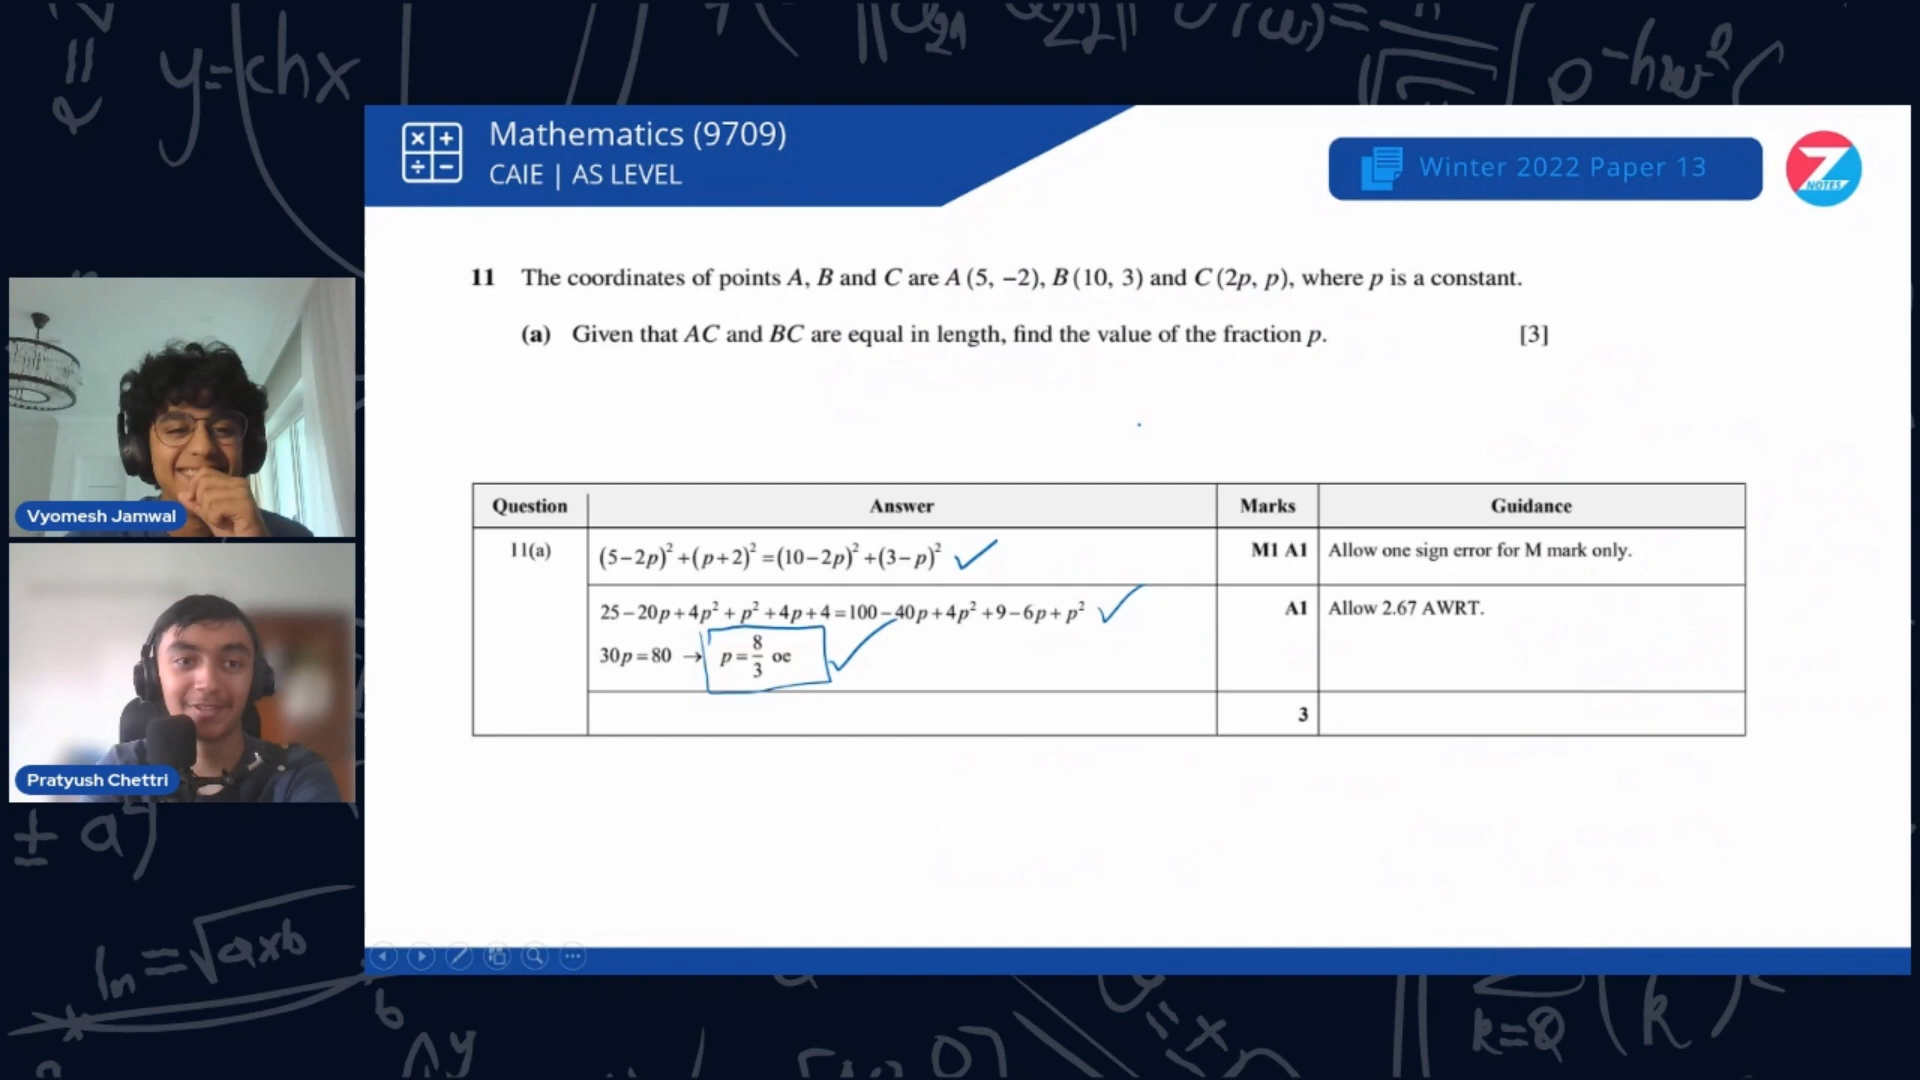 y=chx
Mathematics (9709)
CAIE | AS LEVEL
Winter 2022 Paper 13
Z
NOTES
11 The coordinates of points A, B and C are A (5, −2), B (10, 3) and C (2p, p), where p is a constant.
(a) Given that AC and BC are equal in length, find the value of the fraction p. [3]
Question Answer Marks Guidance
11(a) (5−2p)² +(p+2)² =(10−2p)² +(3−p)² M1 A1 Allow one sign error for M mark only.
25−20p+4p² + p² +4p+4=100−40p+4p² +9−6p+ p² A1 Allow 2.67 AWRT.
30p=80 → p=8/3 oe
3
Vyomesh Jamwal
Pratyush Chettri
ln=√axb
b
k=Q (k)